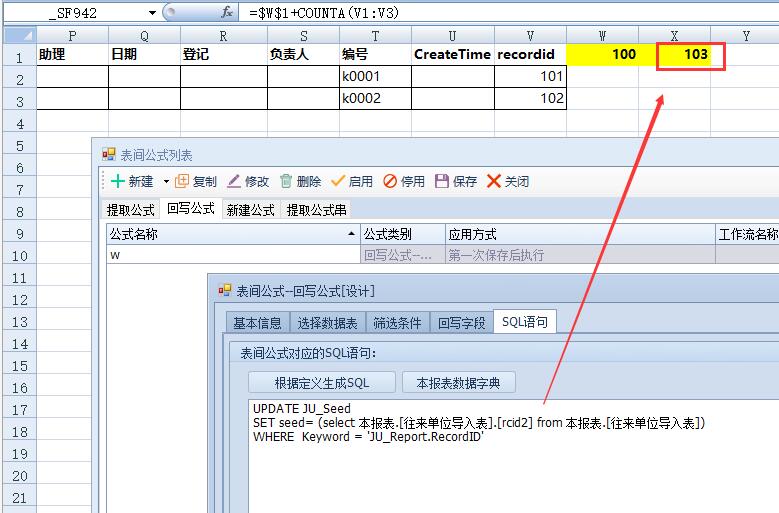 _SF942 fx =$W$1+COUNTA(V1:V3)
P Q R S T U V W X Y
1 助理 日期 登记 负责人 编号 CreateTime recordid 100 103
2 k0001 101
3 k0002 102
4
5
6
7
8
9
10
11
12
13
14
15
16
17
18
19
20
21
表间公式列表
新建 复制 修改 删除 启用 停用 保存 关闭
提取公式 回写公式 新建公式 提取公式串
公式名称 公式类别 应用方式 工作流名称
w 回写公式--... 第一次保存后执行
表间公式--回写公式[设计]
基本信息 选择数据表 筛选条件 回写字段 SQL语句
表间公式对应的SQL语句:
根据定义生成SQL 本报表数据字典
UPDATE JU_Seed
SET seed= (select 本报表.[往来单位导入表].[rcid2] from 本报表.[往来单位导入表])
WHERE Keyword = 'JU_Report.RecordID'